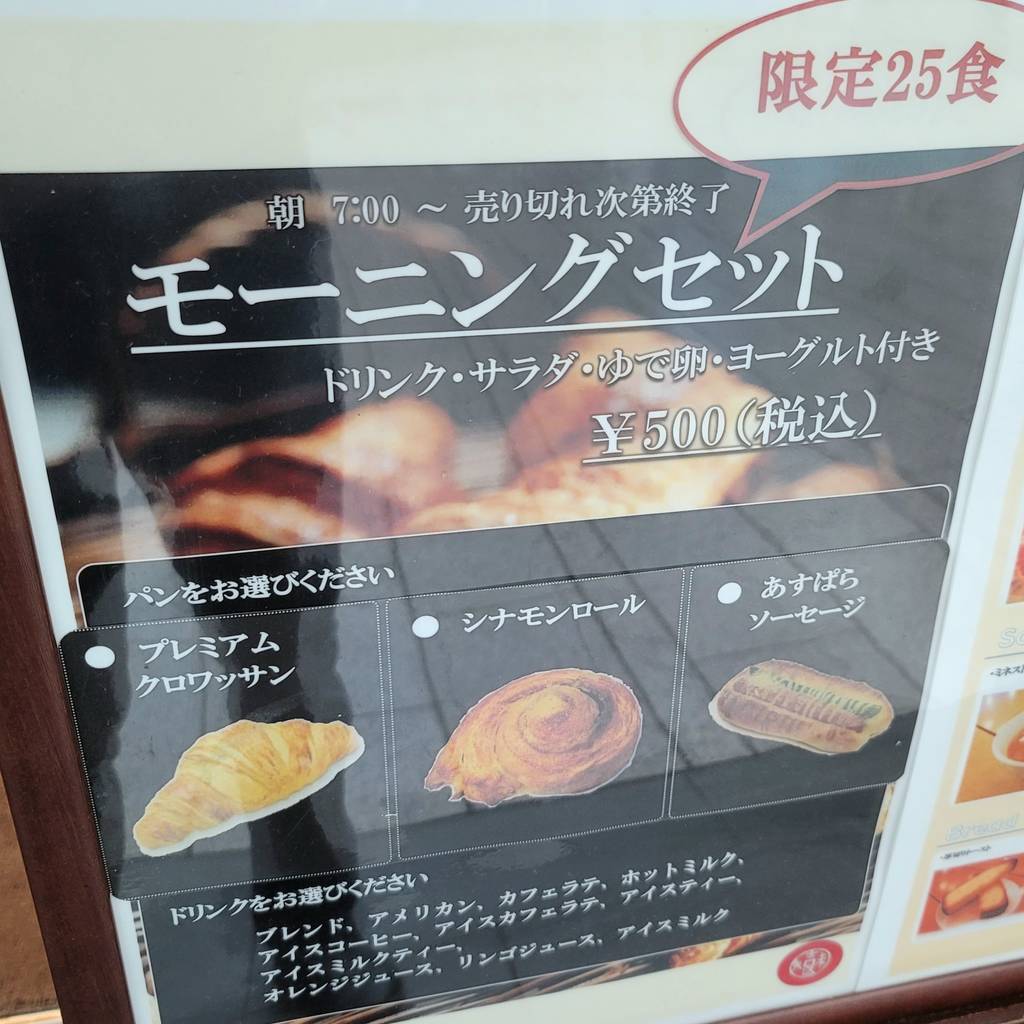 限定25食
朝 7:00 ～ 売り切れ次第終了
モーニングセット
ドリンク・サラダ・ゆで卵・ヨーグルト付き
￥500(税込)
パンをお選びください
● プレミアム
クロワッサン
● シナモンロール
● あすぱら
ソーセージ
ドリンクをお選びください
ブレンド、アメリカン、カフェラテ、ホットミルク、
アイスコーヒー、アイスカフェラテ、アイスティー、
アイスミルクティー、
オレンジジュース、リンゴジュース、アイスミルク
Bread